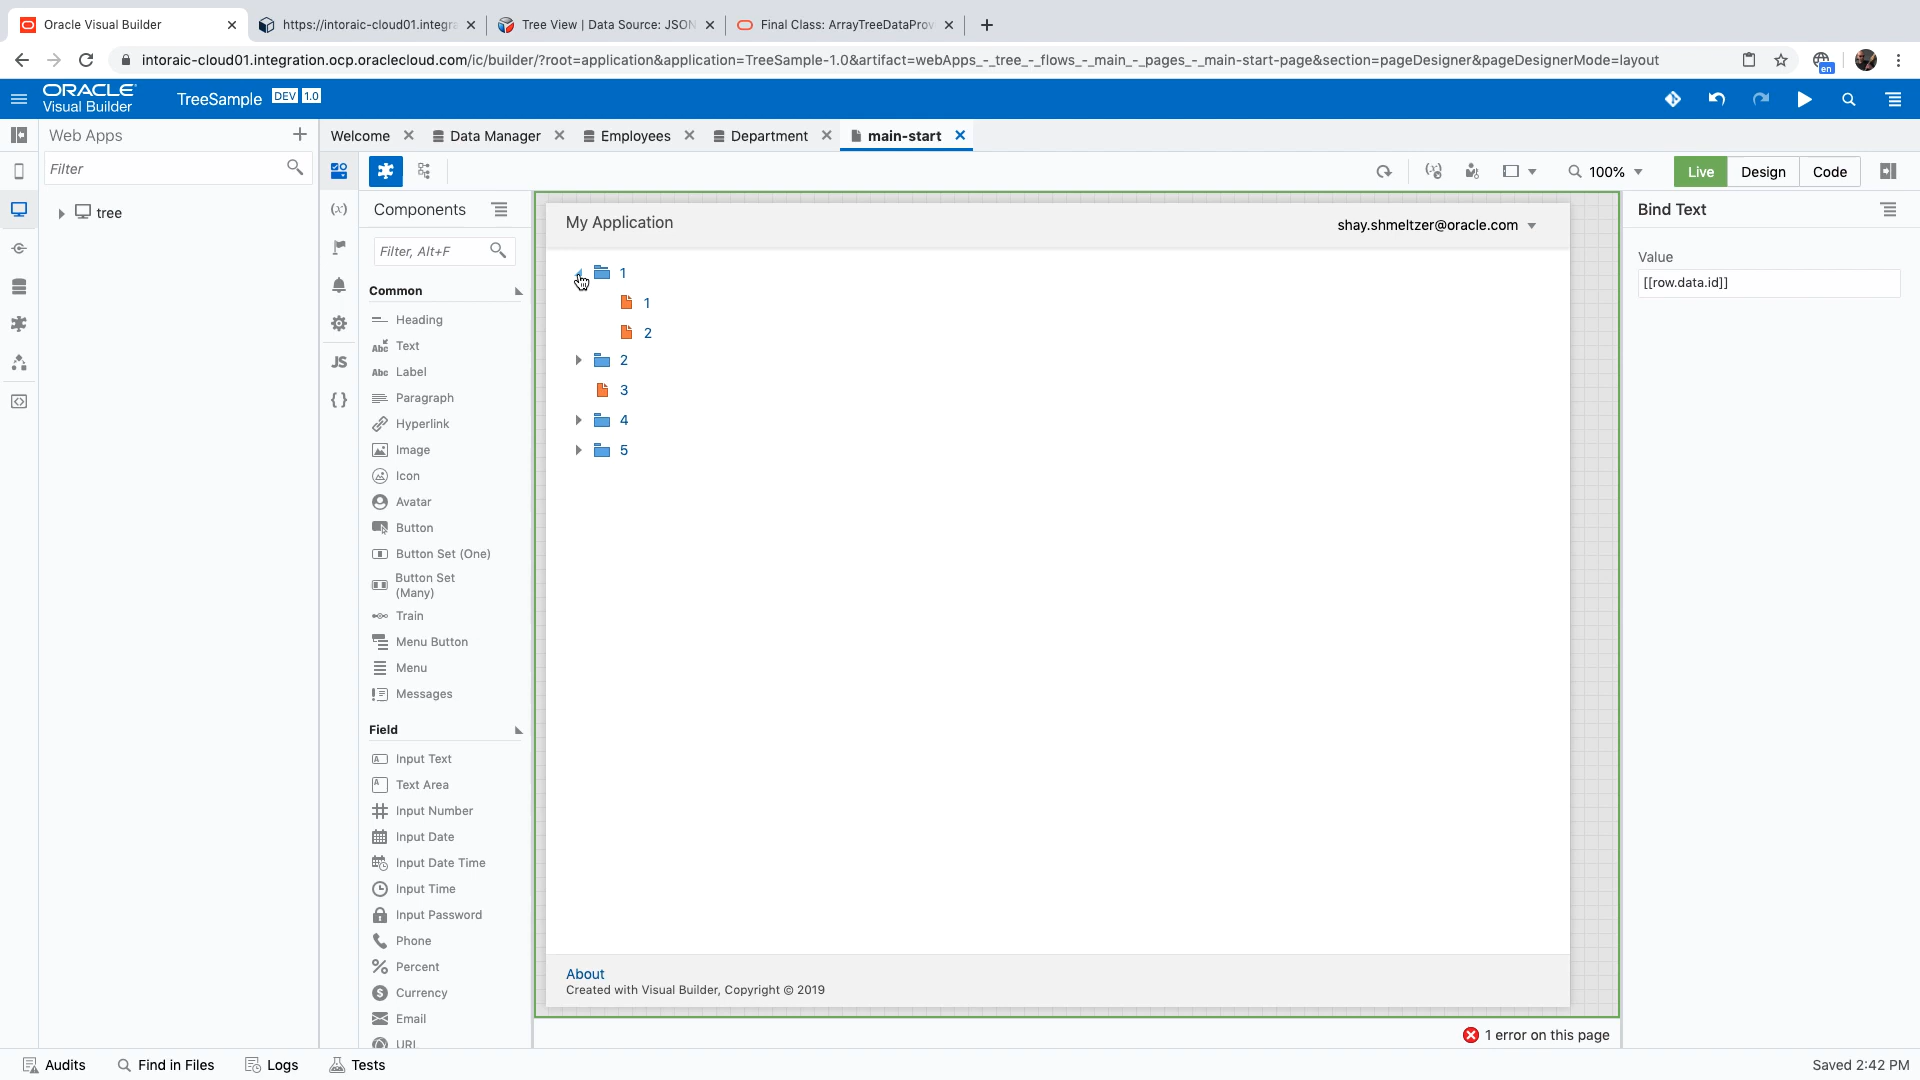 Oracle Visual Builder
https://intoraic-cloud01.integra
Tree View | Data Source: JSON
Final Class: ArrayTreeDataProv
intoraic-cloud01.integration.ocp.oraclecloud.com/ic/builder/?root=application&application=TreeSample-1.0&artifact=webApps_-_tree_-_flows_-_main_-_pages_-_main-start-page&section=pageDesigner&pageDesignerMode=layout
en
ORACLE
Visual Builder
TreeSample
DEV
1.0
Web Apps
Filter
tree
Welcome
Data Manager
Employees
Department
main-start
100%
Live
Design
Code
(x)
JS
{ }
Components
Filter, Alt+F
Common
Heading
Abc Text
Abc Label
Paragraph
Hyperlink
Image
Icon
Avatar
Button
Button Set (One)
Button Set
(Many)
Train
Menu Button
Menu
Messages
Field
Input Text
Text Area
Input Number
Input Date
Input Date Time
Input Time
Input Password
Phone
Percent
Currency
Email
URL
My Application
shay.shmeltzer@oracle.com
1
1
2
2
3
4
5
About
Created with Visual Builder, Copyright © 2019
1 error on this page
Bind Text
Value
[[row.data.id]]
Audits
Find in Files
Logs
Tests
Saved 2:42 PM